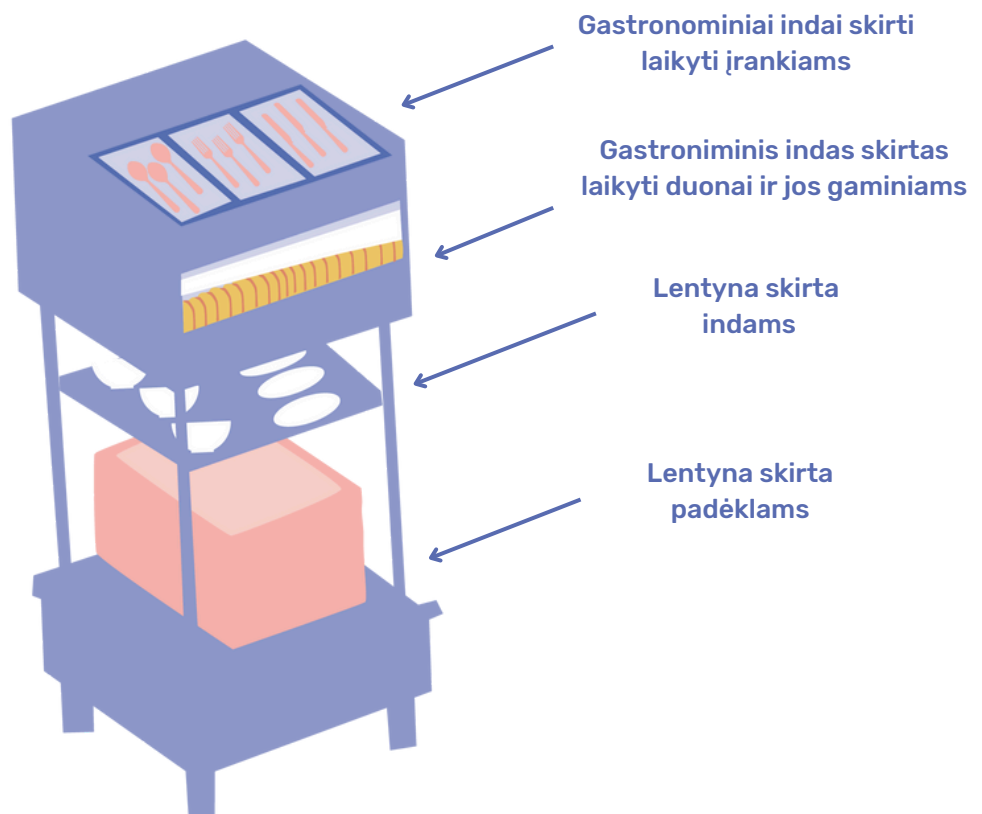 Gastronominiai indai skirti
laikyti įrankiams
Gastroniminis indas skirtas
laikyti duonai ir jos gaminiams
Lentyna skirta
indams
Lentyna skirta
padėklams